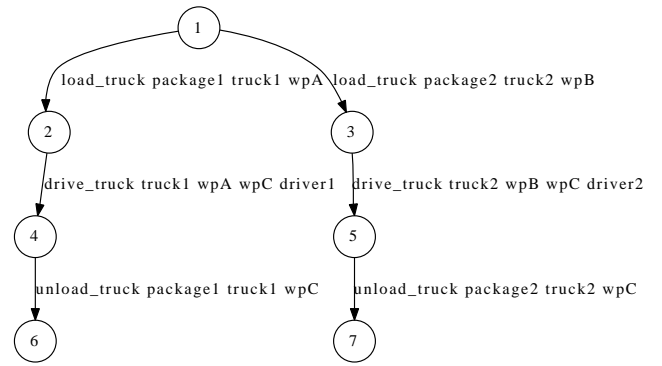 1
load_truck package1 truck1 wpA load_truck package2 truck2 wpB
2 3
drive_truck truck1 wpA wpC driver1 drive_truck truck2 wpB wpC driver2
4 5
unload_truck package1 truck1 wpC unload_truck package2 truck2 wpC
6 7